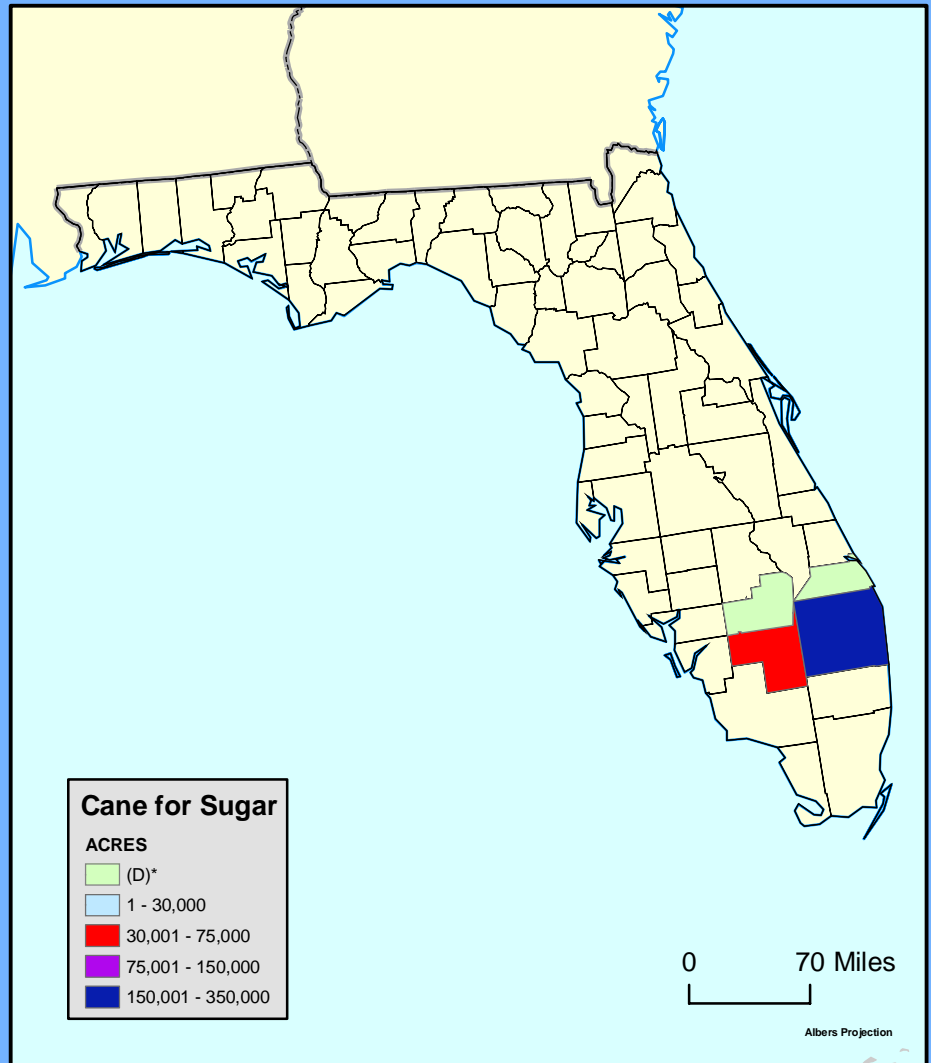 Cane for Sugar
ACRES
(D)*
1 - 30,000
30,001 - 75,000
75,001 - 150,000
150,001 - 350,000
0 70 Miles
Albers Projection